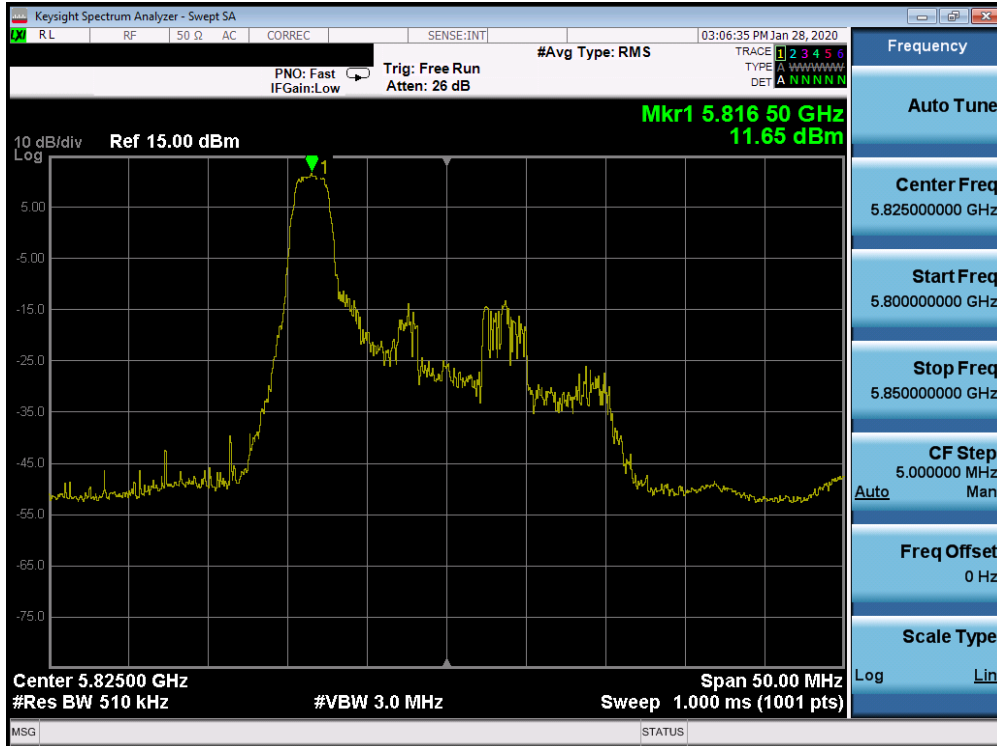 Keysight Spectrum Analyzer - Swept SA
LXI RL RF 50 Ω AC CORREC SENSE:INT 03:06:35 PM Jan 28, 2020
PNO: Fast
IFGain:Low
Trig: Free Run
Atten: 26 dB
#Avg Type: RMS
TRACE 1 2 3 4 5 6
TYPE A WWWWW
DET A N N N N N
Mkr1 5.816 50 GHz
11.65 dBm
10 dB/div Ref 15.00 dBm
Log
1
5.00
-5.00
-15.0
-25.0
-35.0
-45.0
-55.0
-65.0
-75.0
Center 5.82500 GHz Span 50.00 MHz
#Res BW 510 kHz #VBW 3.0 MHz Sweep 1.000 ms (1001 pts)
MSG STATUS
Frequency
Auto Tune
Center Freq
5.825000000 GHz
Start Freq
5.800000000 GHz
Stop Freq
5.850000000 GHz
CF Step
5.000000 MHz
Auto Man
Freq Offset
0 Hz
Scale Type
Log Lin